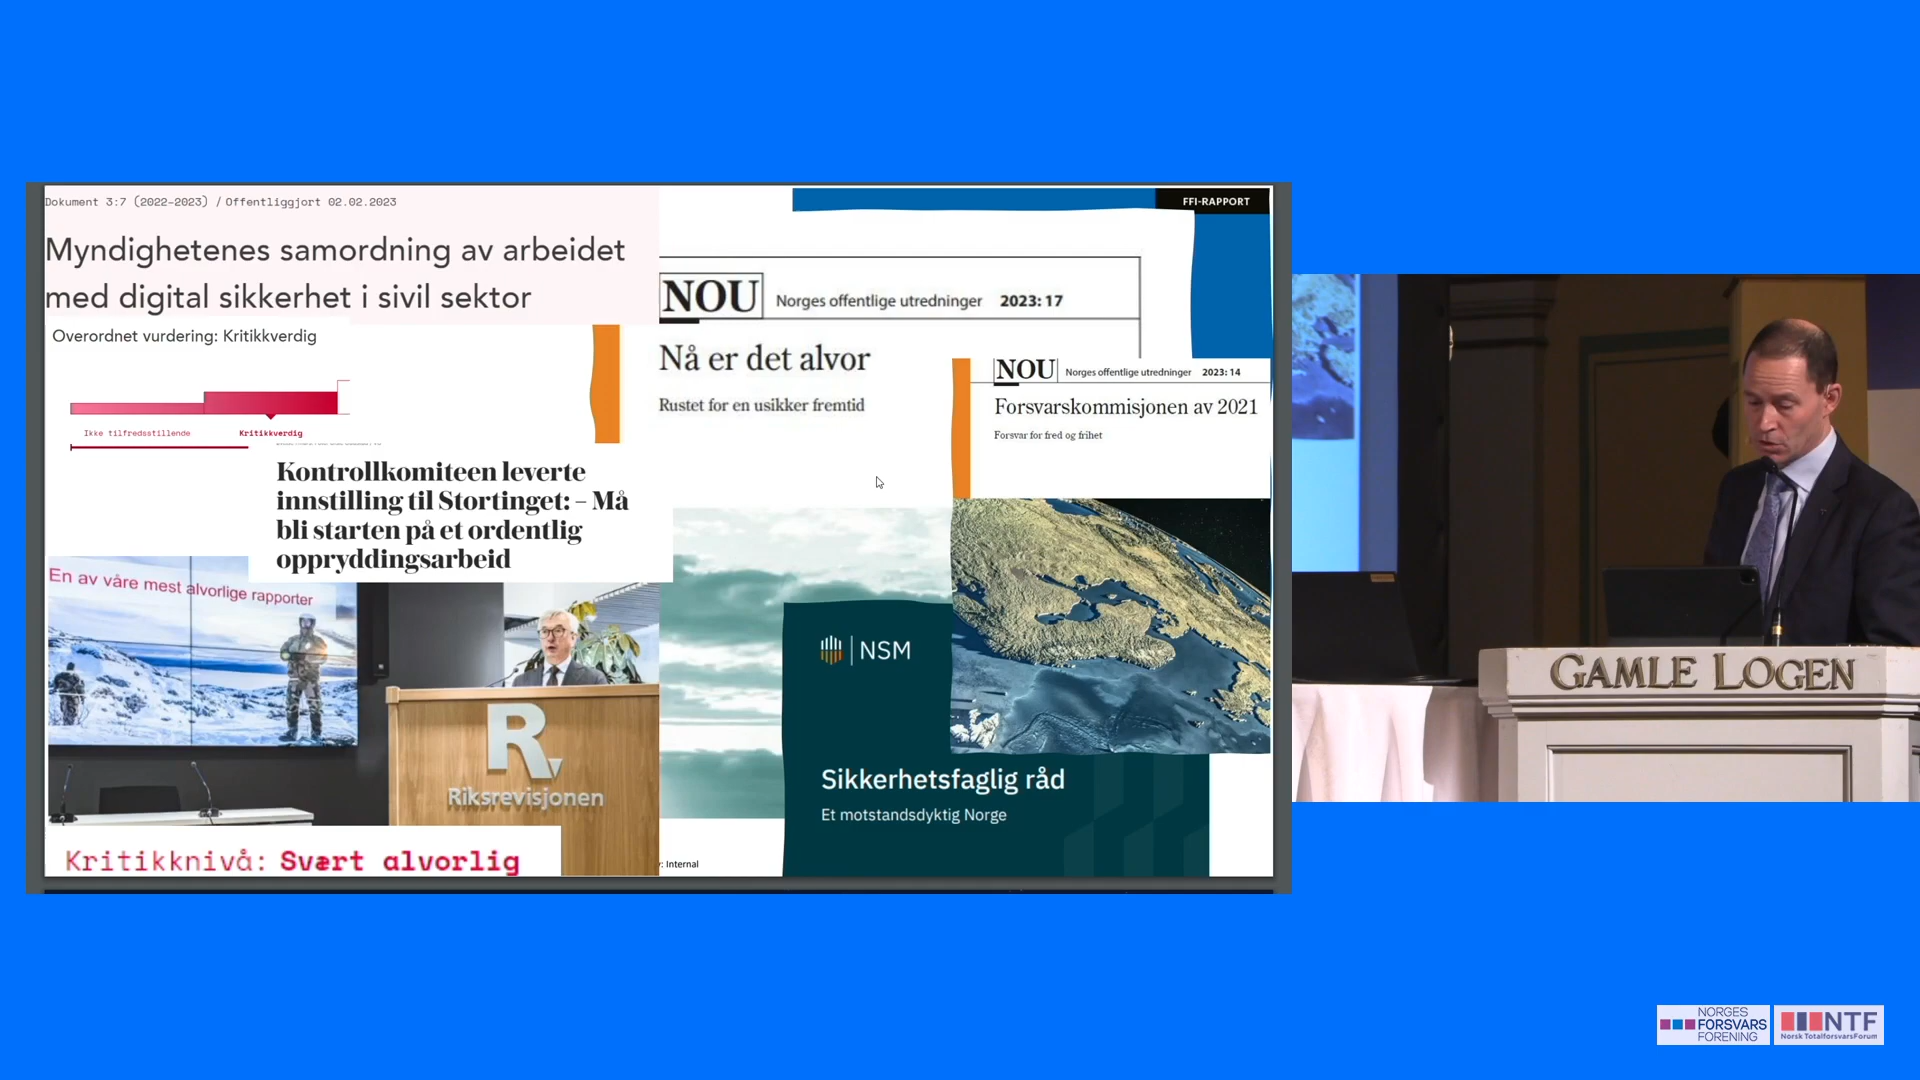 Dokument 3:7 (2022-2023) / Offentliggjort 02.02.2023
Myndighetenes samordning av arbeidet
med digital sikkerhet i sivil sektor
Overordnet vurdering: Kritikkverdig
Ikke tilfredsstillende
Kritikkverdig
Kontrollkomiteen leverte
innstilling til Stortinget: – Må
bli starten på et ordentlig
oppryddingsarbeid
En av våre mest alvorlige rapporter
R
Riksrevisjonen
Kritikknivå: Svært alvorlig
FFI-RAPPORT
NOU Norges offentlige utredninger 2023: 17
Nå er det alvor
Rustet for en usikker fremtid
NOU Norges offentlige utredninger 2023: 14
Forsvarskommisjonen av 2021
Forsvar for fred og frihet
NSM
Sikkerhetsfaglig råd
Et motstandsdyktig Norge
: Internal
GAMLE LOGEN
NORGES
FORSVARS
FORENING
NTF
Norsk TotalforsvarsForum